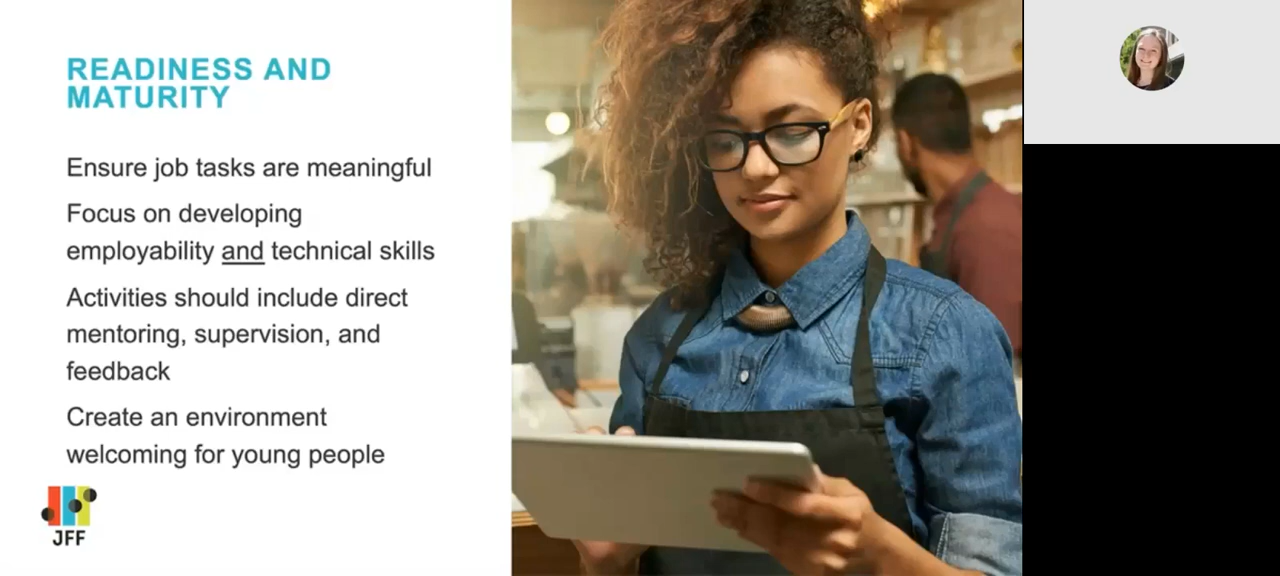 READINESS AND
MATURITY
Ensure job tasks are meaningful
Focus on developing
employability and technical skills
Activities should include direct
mentoring, supervision, and
feedback
Create an environment
welcoming for young people
JFF